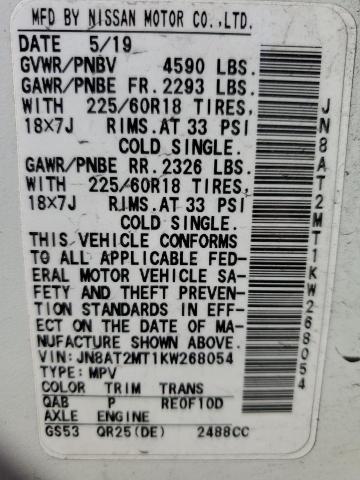 MFD BY NISSAN MOTOR CO.,LTD.
DATE 5/19
GVWR/PNBV 4590 LBS.
GAWR/PNBE FR. 2293 LBS.
WITH 225/60R18 TIRES,
18X7J RIMS. AT 33 PSI
COLD SINGLE.
GAWR/PNBE RR. 2326 LBS.
WITH 225/60R18 TIRES,
18X7J RIMS. AT 33 PSI
COLD SINGLE.
THIS VEHICLE CONFORMS
TO ALL APPLICABLE FED-
ERAL MOTOR VEHICLE SA-
FETY AND THEFT PREVEN-
TION STANDARDS IN EFF-
ECT ON THE DATE OF MA-
NUFACTURE SHOWN ABOVE.
VIN: JN8AT2MT1KW268054
TYPE: MPV
COLOR TRIM TRANS
QAB P RE0F10D
AXLE ENGINE
GS53 QR25(DE) 2488CC
JN8AT2MT1KW268054